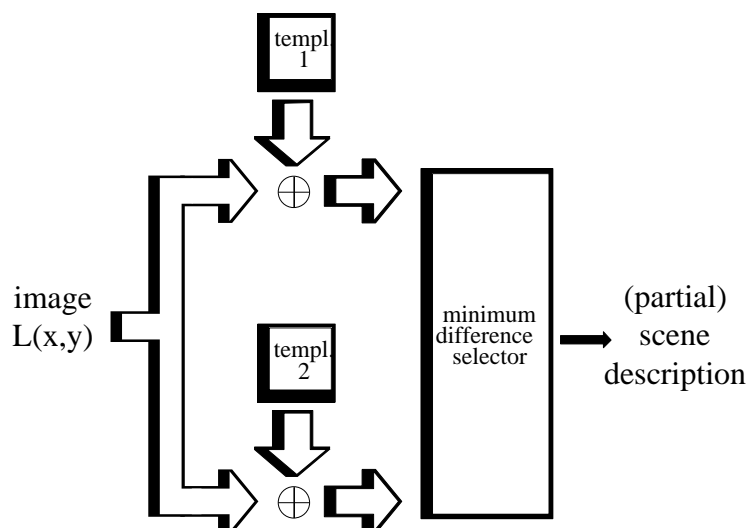 templ.
1
image
L(x,y)
templ.
2
minimum
difference
selector
(partial)
scene
description